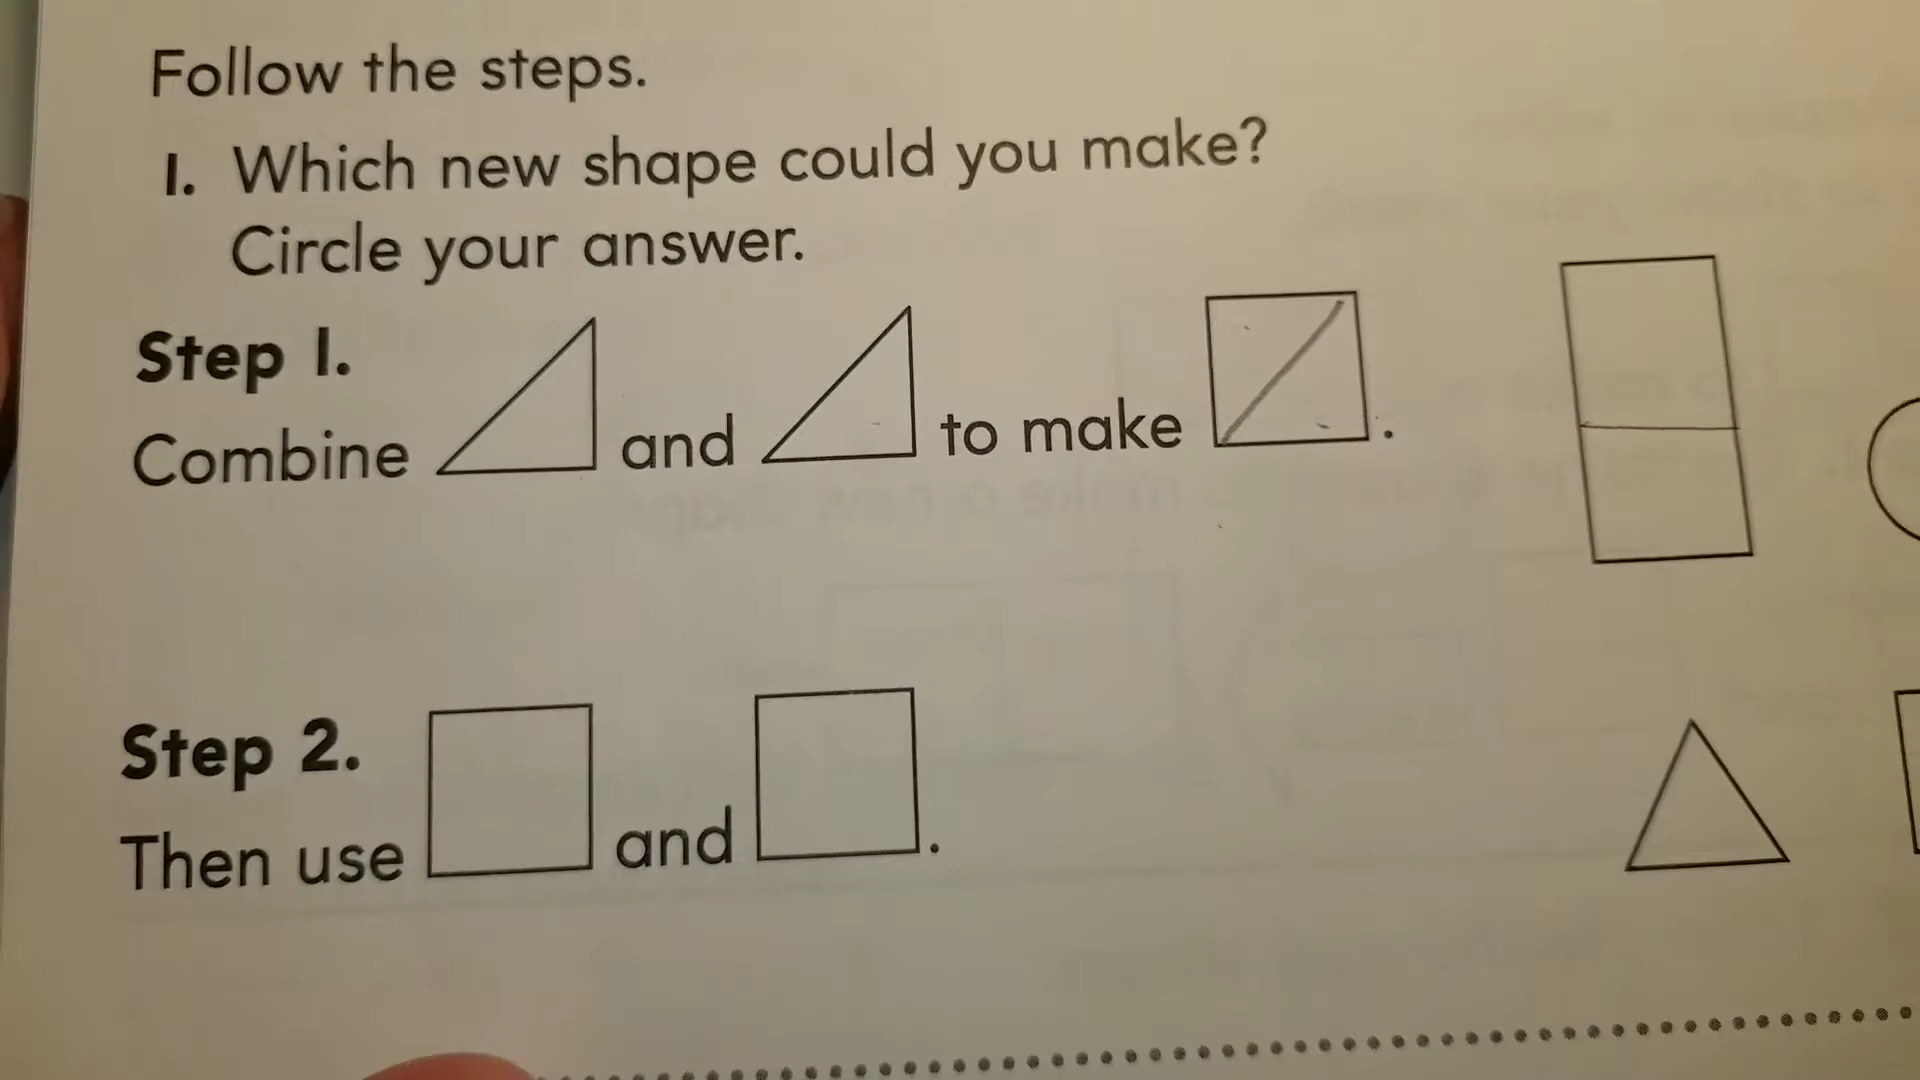 Follow the steps.
1. Which new shape could you make?
Circle your answer.
Step 1.
Combine and to make .
Step 2.
Then use and .